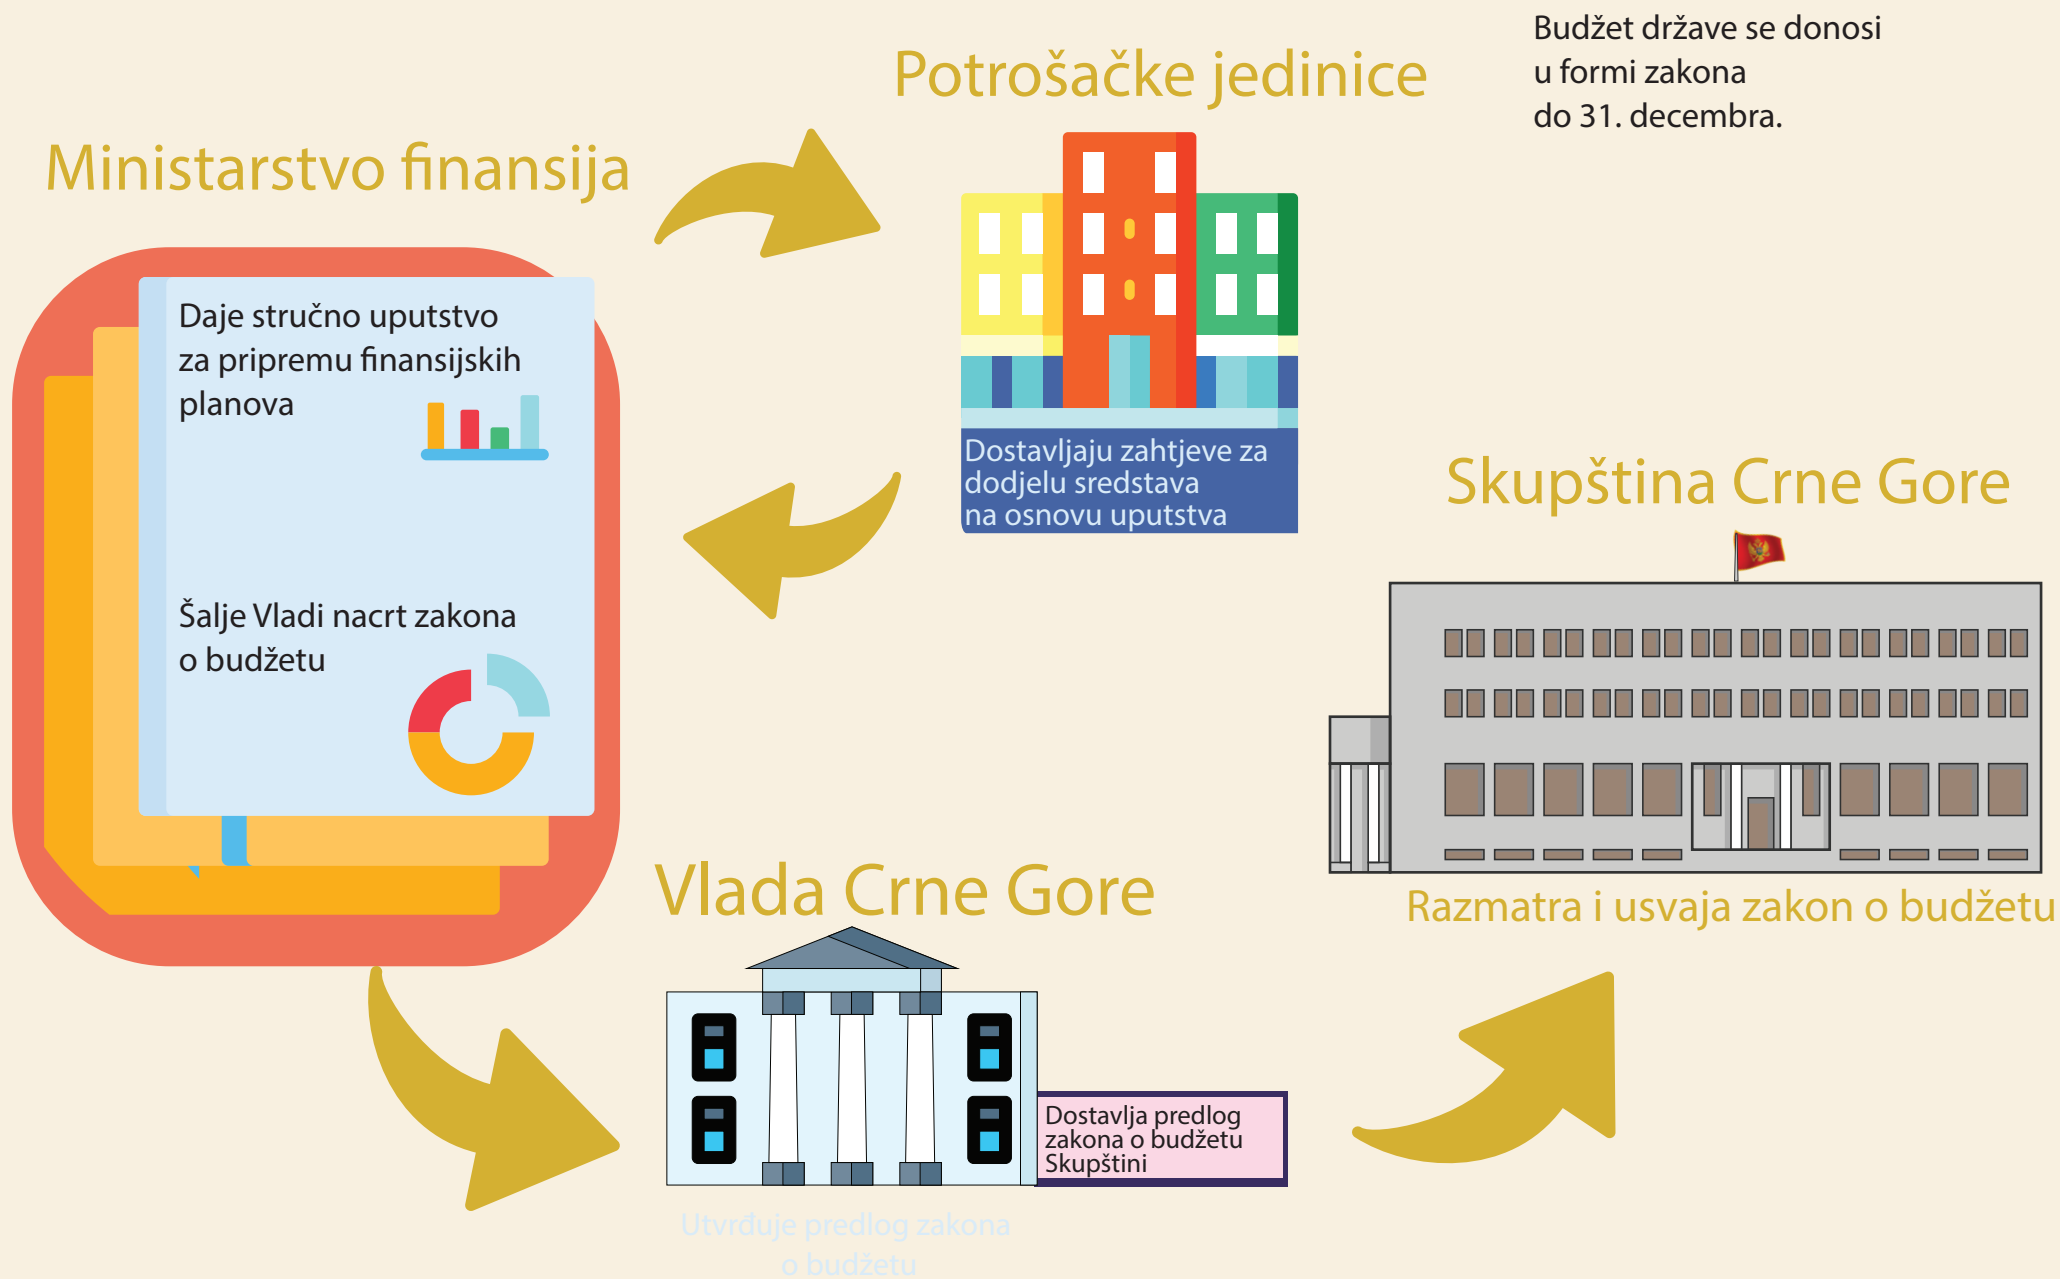 Budžet države se donosi
u formi zakona
do 31. decembra.
Potrošačke jedinice
Ministarstvo finansija
Daje stručno uputstvo
za pripremu finansijskih
planova
Dostavljaju zahtjeve za
dodjelu sredstava
na osnovu uputstva
Šalje Vladi nacrt zakona
o budžetu
Skupština Crne Gore
Razmatra i usvaja zakon o budžetu
Vlada Crne Gore
Dostavlja predlog
zakona o budžetu
Skupštini
Utvrđuje predlog zakona
o budžetu